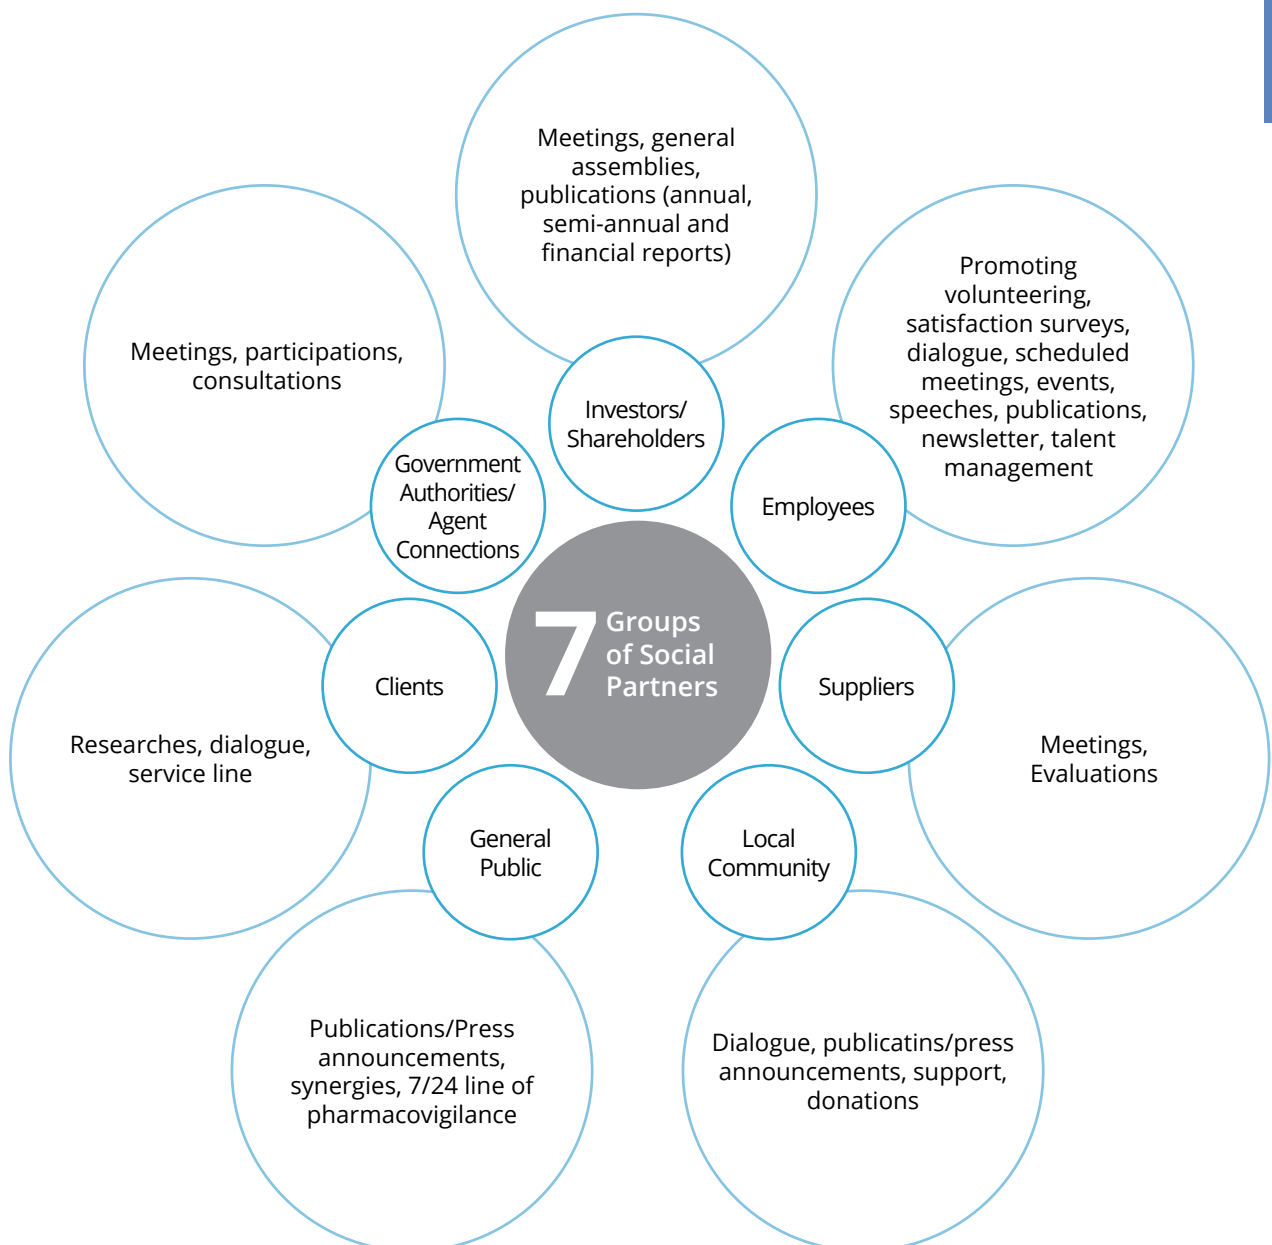 Meetings, general
assemblies,
publications (annual,
semi-annual and
financial reports)
Investors/
Shareholders
Promoting
volunteering,
satisfaction surveys,
dialogue, scheduled
meetings, events,
speeches, publications,
newsletter, talent
management
Employees
Meetings, participations,
consultations
Government
Authorities/
Agent
Connections
7 Groups
of Social
Partners
Clients
Researches, dialogue,
service line
Suppliers
Meetings,
Evaluations
General
Public
Publications/Press
announcements,
synergies, 7/24 line of
pharmacovigilance
Local
Community
Dialogue, publicatins/press
announcements, support,
donations